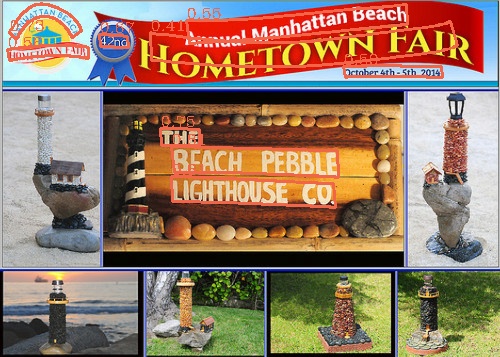 MANHATTAN BEACH
HOMETOWN FAIR
42nd
Annual Manhattan Beach
HOMETOWN FAIR
October 4th - 5th, 2014
THE
BEACH PEBBLE
LIGHTHOUSE CO.